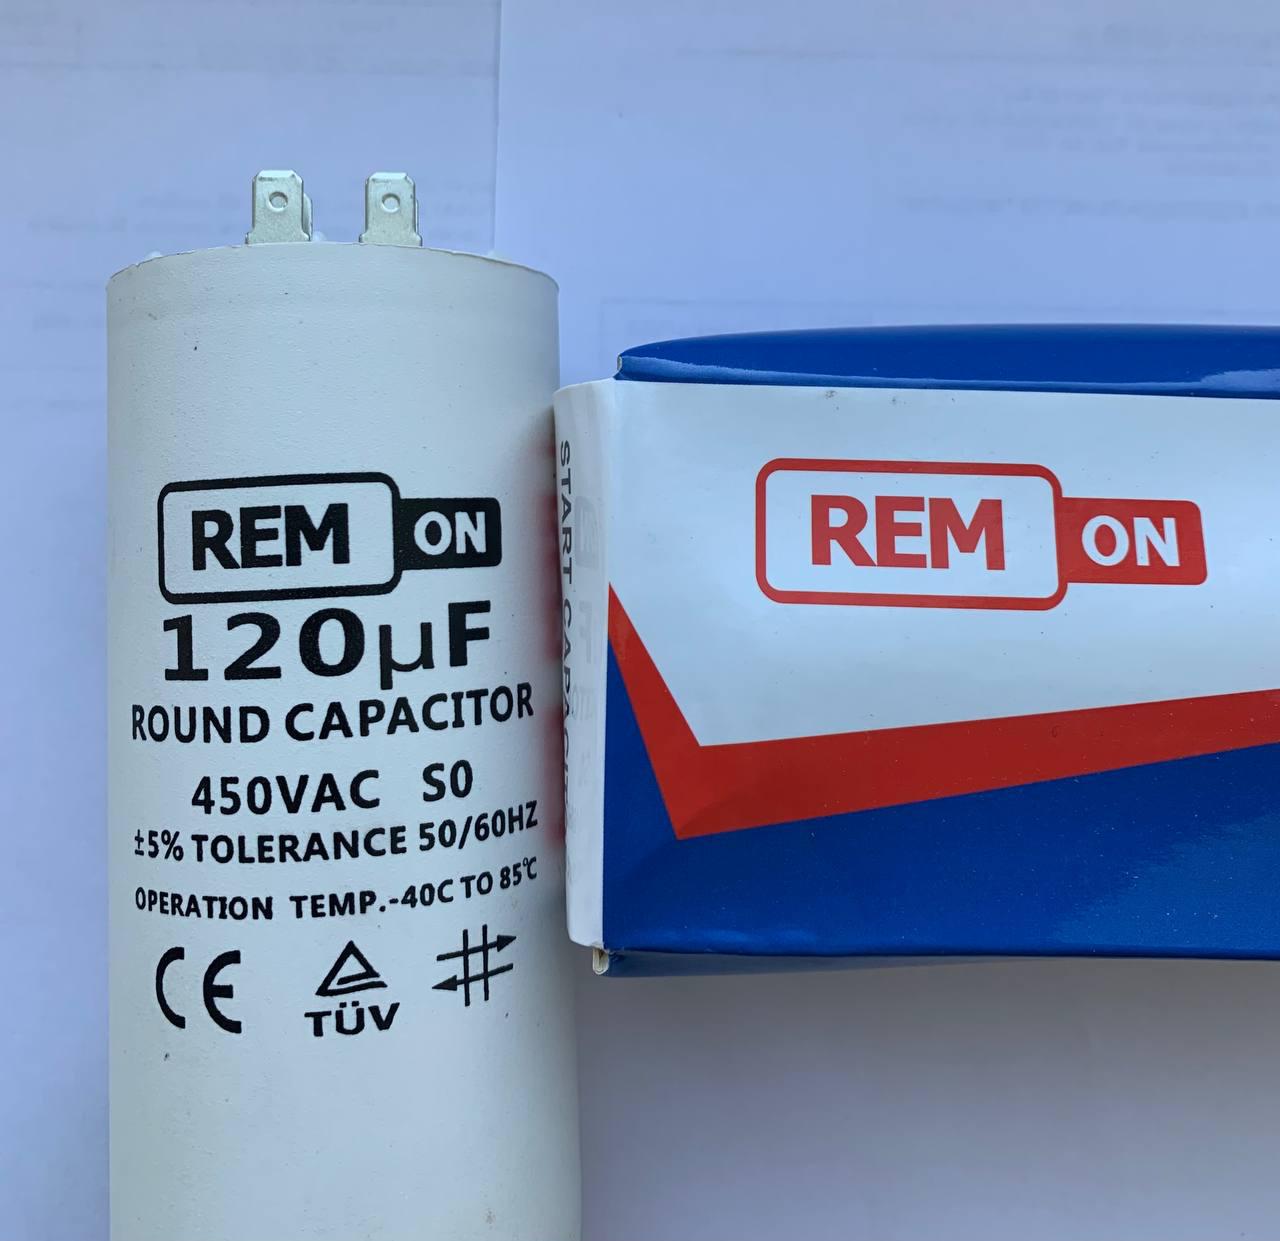 REM ON
120µF
ROUND CAPACITOR
450VAC S0
±5% TOLERANCE 50/60HZ
OPERATION TEMP.-40C TO 85℃
CE
TÜV
START
REM ON